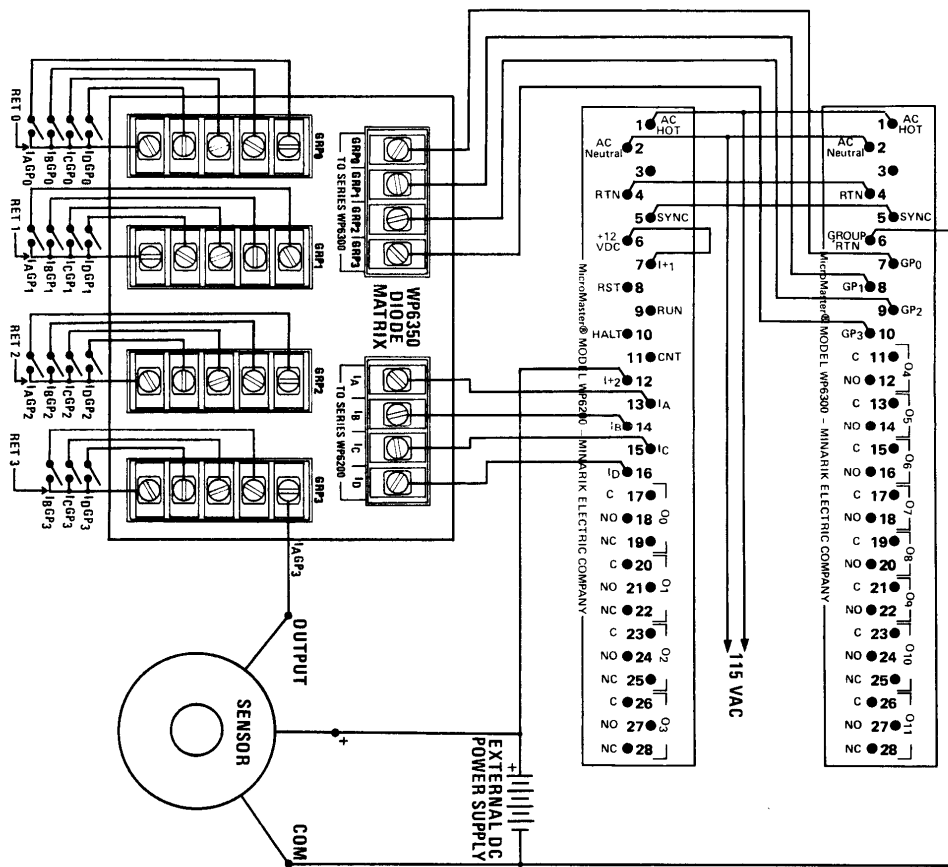 RET 0
IAGP0
IBGP0
ICGP0
IDGP0
GRP0
RET 1
IAGP1
IBGP1
ICGP1
IDGP1
GRP1
RET 2
IAGP2
IBGP2
ICGP2
IDGP2
GRP2
RET 3
IBGP3
ICGP3
IDGP3
GRP3
IAGP3
GRP0 GRP1 GRP2 GRP3
TO SERIES WP6300
WP6350
DIODE
MATRIX
IA IB IC ID
TO SERIES WP6200
OUTPUT
SENSOR
COM
+
EXTERNAL DC
POWER SUPPLY
+
115 VAC
MicroMaster® MODEL WP6200 – MINARIK ELECTRIC COMPANY
1 AC HOT
AC Neutral 2
3
RTN 4
5 SYNC
+12 VDC 6
7 I+1
RST 8
9 RUN
HALT 10
11 CNT
I+2 12
13 IA
IB 14
15 IC
ID 16
C 17
NO 18 O0
NC 19
C 20
NO 21 O1
NC 22
C 23
NO 24 O2
NC 25
C 26
NO 27 O3
NC 28
MicroMaster® MODEL WP6300 – MINARIK ELECTRIC COMPANY
1 AC HOT
AC Neutral 2
3
RTN 4
5 SYNC
GROUP RTN 6
7 GP0
GP1 8
9 GP2
GP3 10
C 11 O4
NO 12
C 13 O5
NO 14
C 15 O6
NO 16
C 17 O7
NO 18
C 19 O8
NO 20
C 21 O9
NO 22
C 23
NO 24 O10
NC 25
C 26
NO 27 O11
NC 28